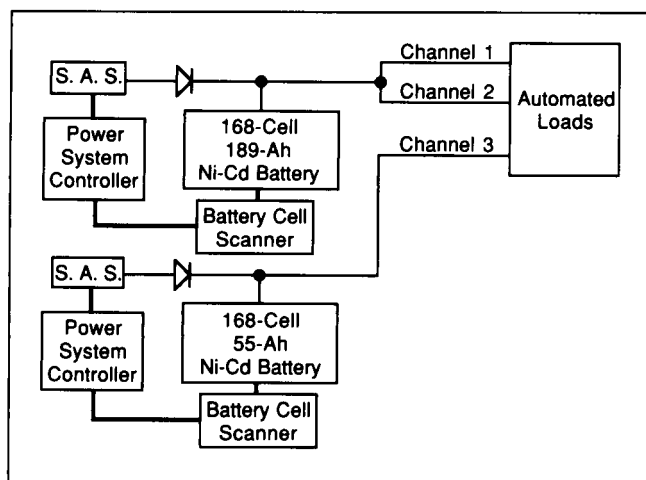 S. A. S.
Power
System
Controller
168-Cell
189-Ah
Ni-Cd Battery
Battery Cell
Scanner
Channel 1
Channel 2
Channel 3
Automated
Loads
S. A. S.
Power
System
Controller
168-Cell
55-Ah
Ni-Cd Battery
Battery Cell
Scanner